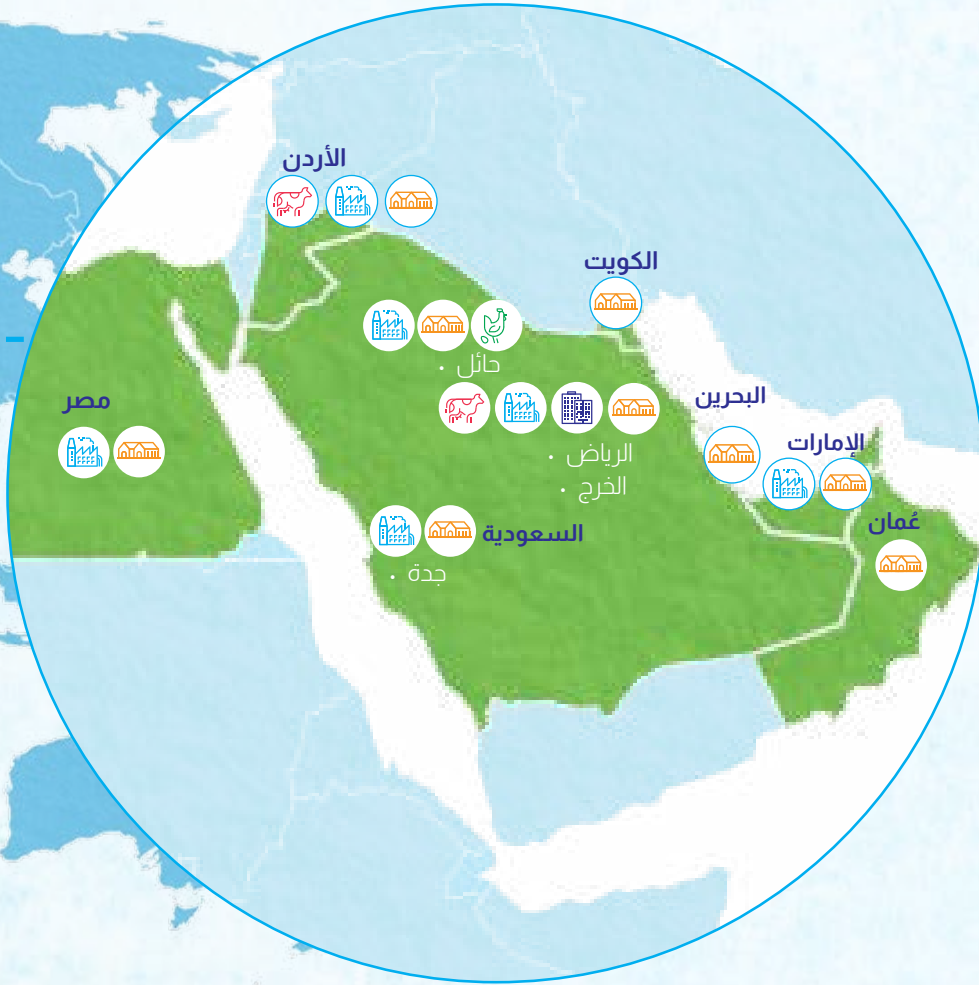 الأردن
الكويت
حائل •
البحرين
مصر
الإمارات
الرياض •
الخرج •
عُمان
السعودية
جدة •